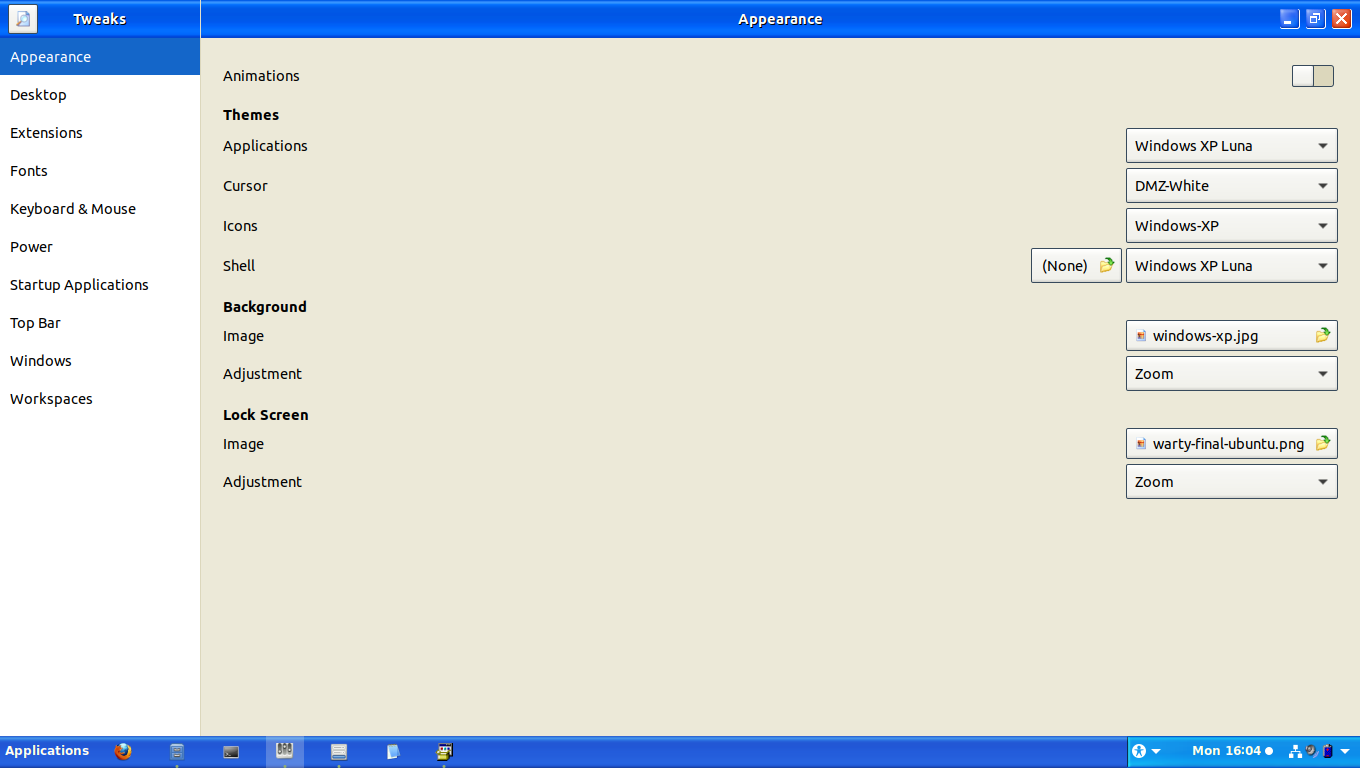 Tweaks
Appearance
Appearance
Desktop
Extensions
Fonts
Keyboard & Mouse
Power
Startup Applications
Top Bar
Windows
Workspaces
Animations
Themes
Applications Windows XP Luna
Cursor DMZ-White
Icons Windows-XP
Shell (None) Windows XP Luna
Background
Image windows-xp.jpg
Adjustment Zoom
Lock Screen
Image warty-final-ubuntu.png
Adjustment Zoom
Applications Mon 16:04